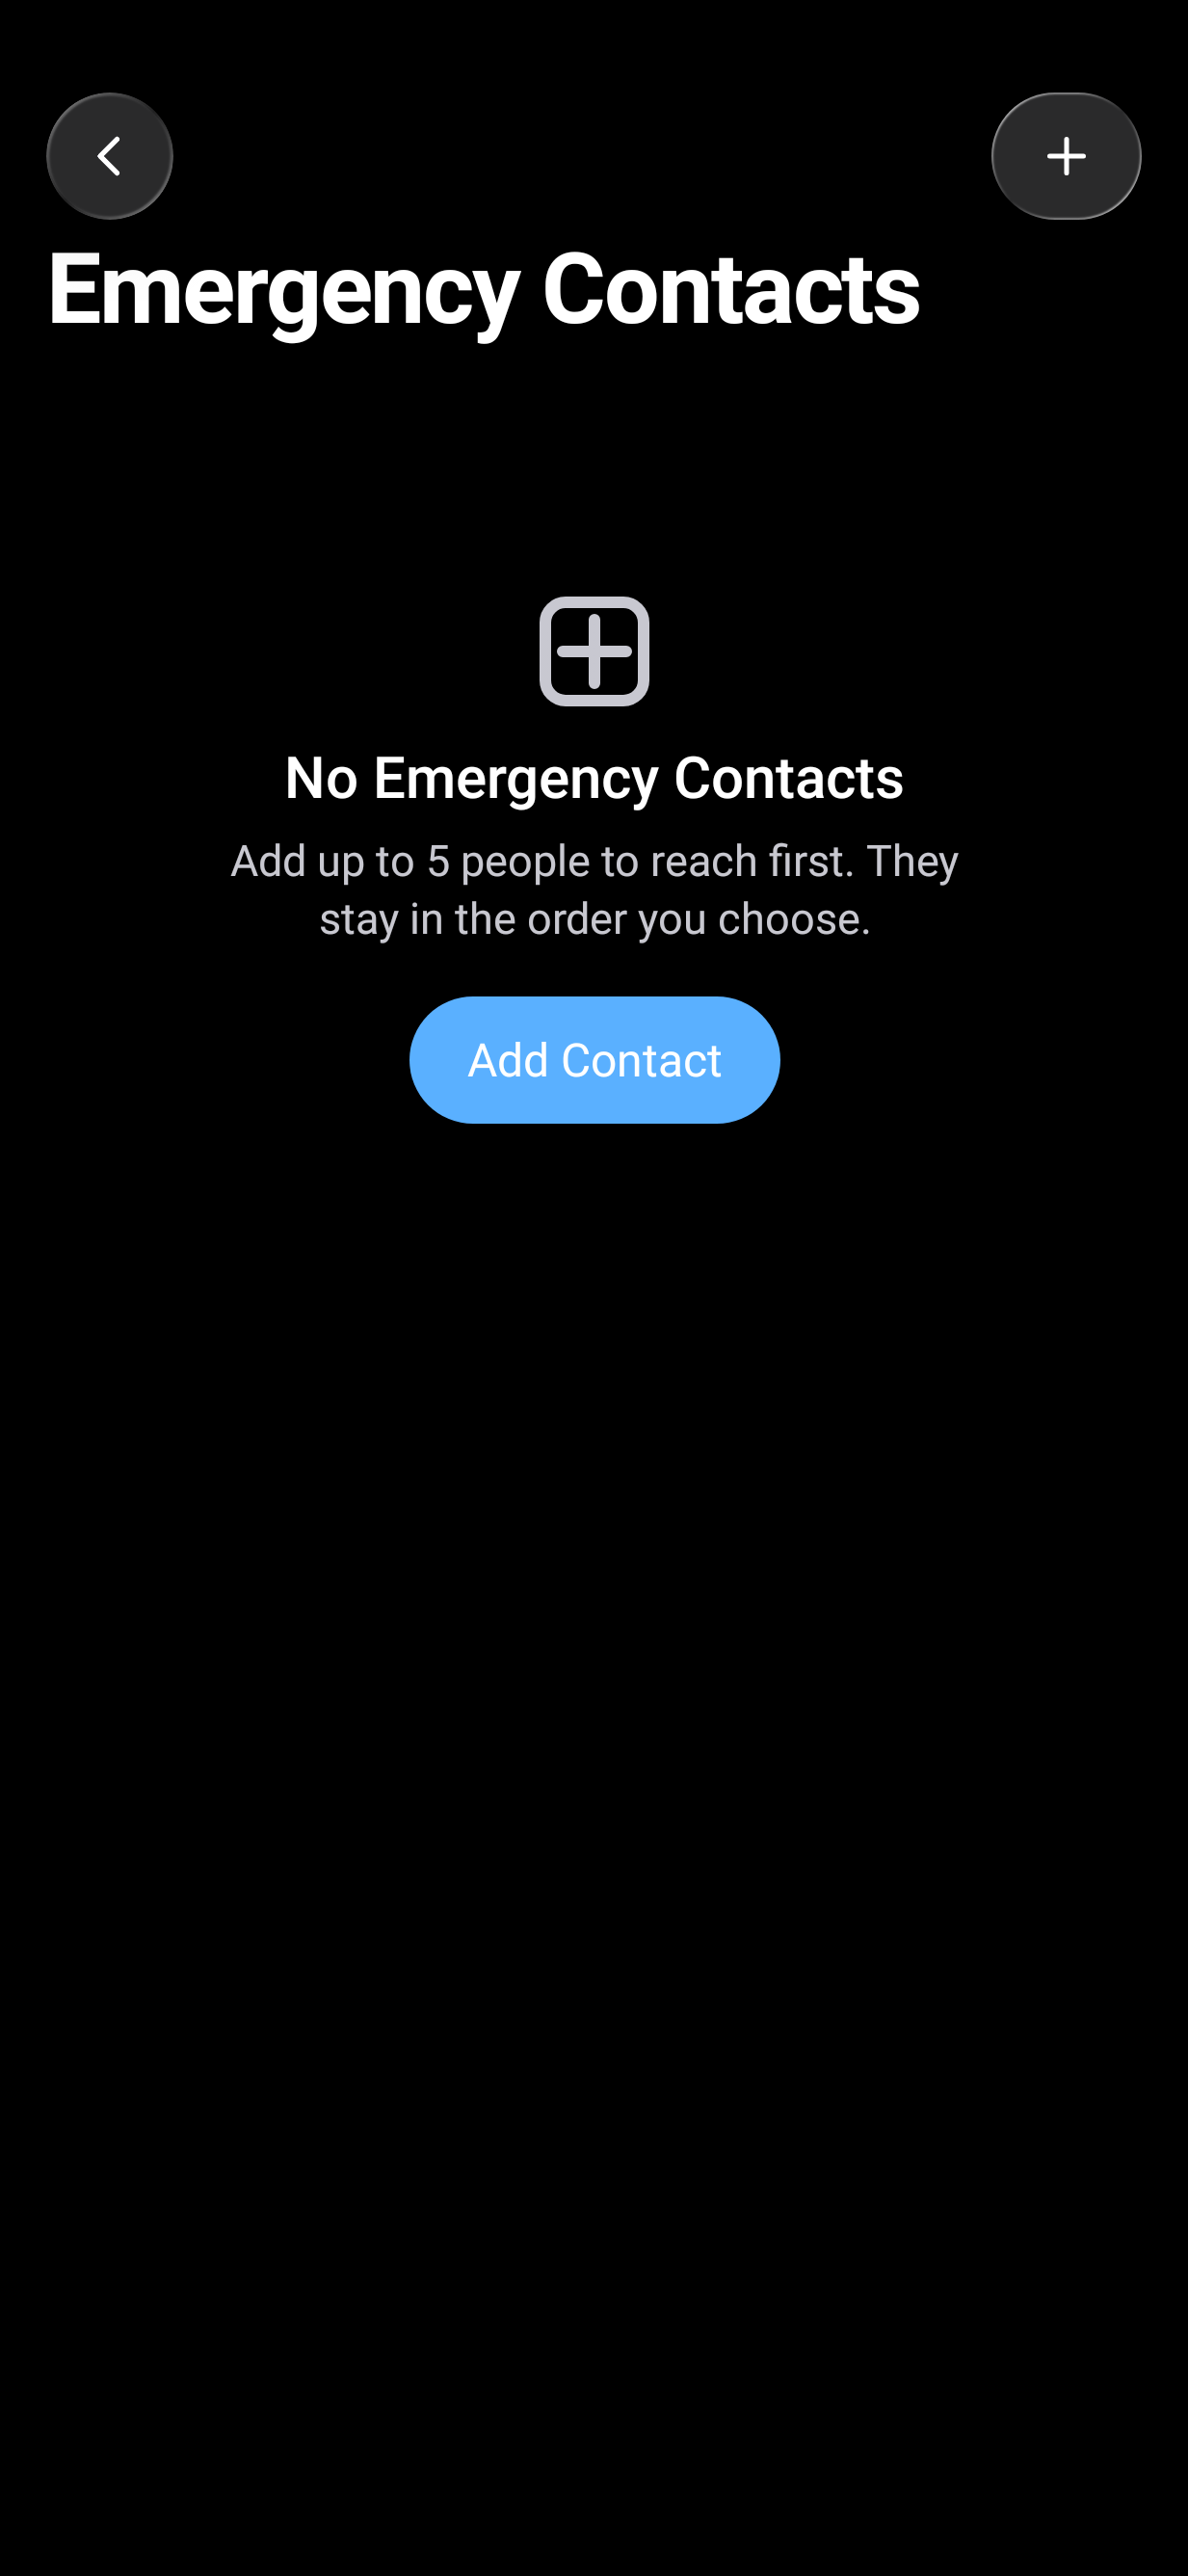 Emergency Contacts
No Emergency Contacts
Add up to 5 people to reach first. They
stay in the order you choose.
Add Contact